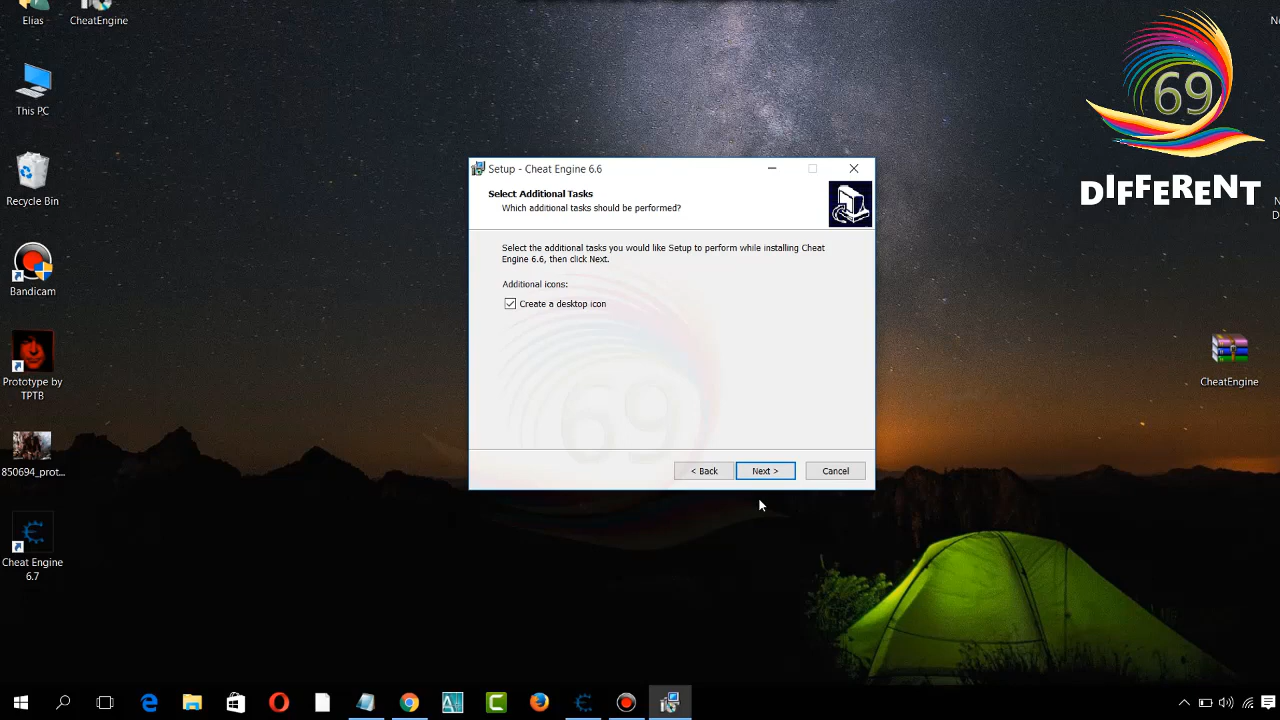 Elias
CheatEngine
This PC
Recycle Bin
Bandicam
Prototype by
TPTB
850694_prot...
Cheat Engine
6.7
Setup - Cheat Engine 6.6
Select Additional Tasks
Which additional tasks should be performed?
Select the additional tasks you would like Setup to perform while installing Cheat
Engine 6.6, then click Next.
Additional icons:
Create a desktop icon
69
< Back
Next >
Cancel
69
DIFFERENT
CheatEngine